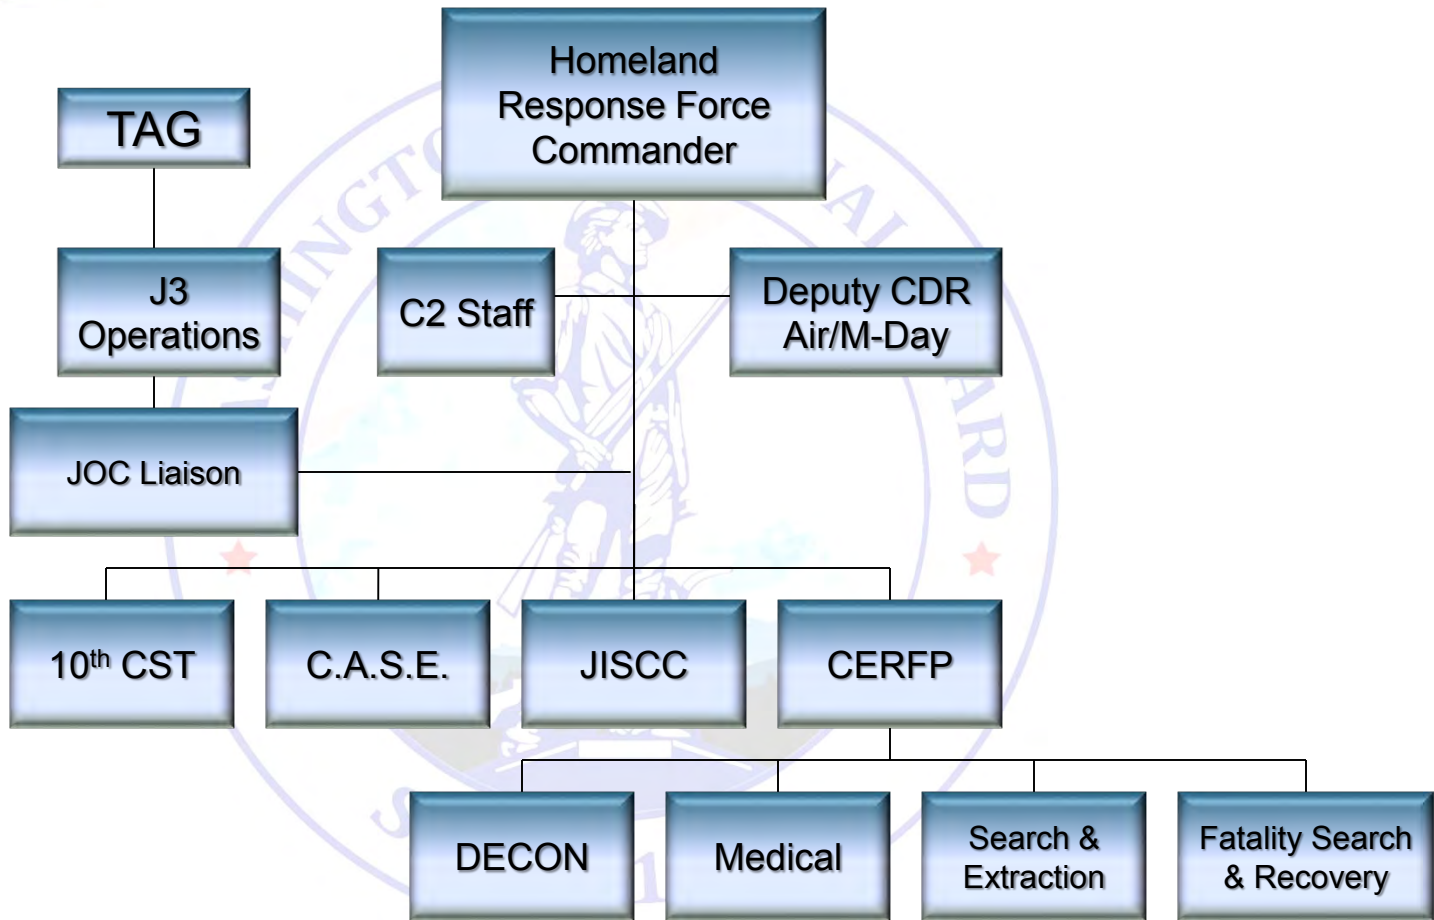 Homeland
Response Force
Commander
TAG
J3
Operations
C2 Staff
Deputy CDR
Air/M-Day
JOC Liaison
10th CST
C.A.S.E.
JISCC
CERFP
DECON
Medical
Search &
Extraction
Fatality Search
& Recovery